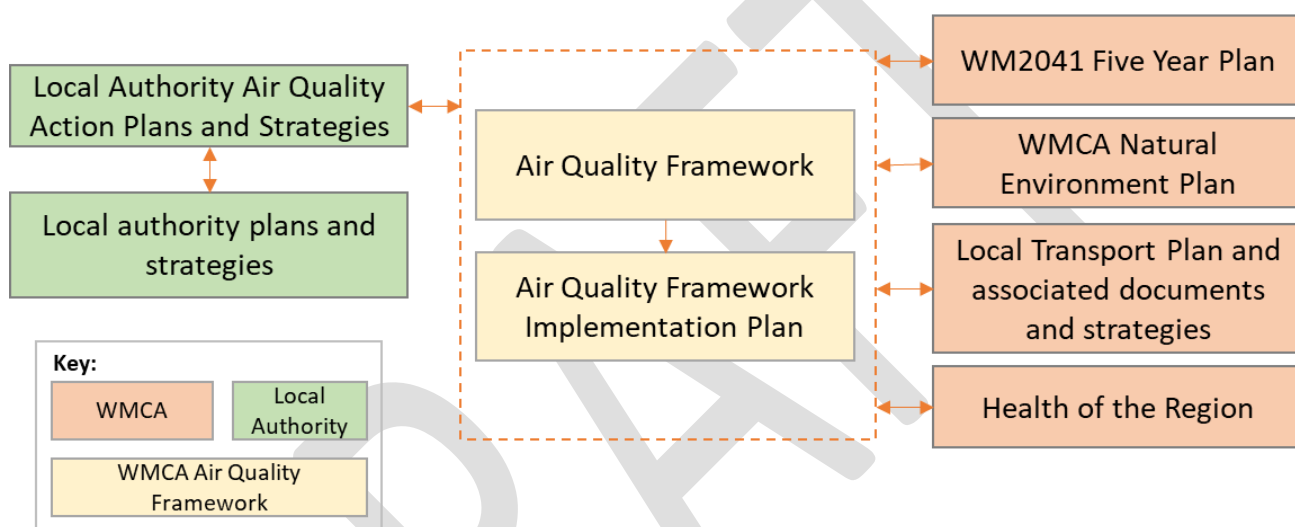 Local Authority Air Quality
Action Plans and Strategies
Local authority plans and
strategies
Air Quality Framework
Air Quality Framework
Implementation Plan
WM2041 Five Year Plan
WMCA Natural
Environment Plan
Local Transport Plan and
associated documents
and strategies
Health of the Region
Key:
WMCA
Local
Authority
WMCA Air Quality
Framework
DRAFT